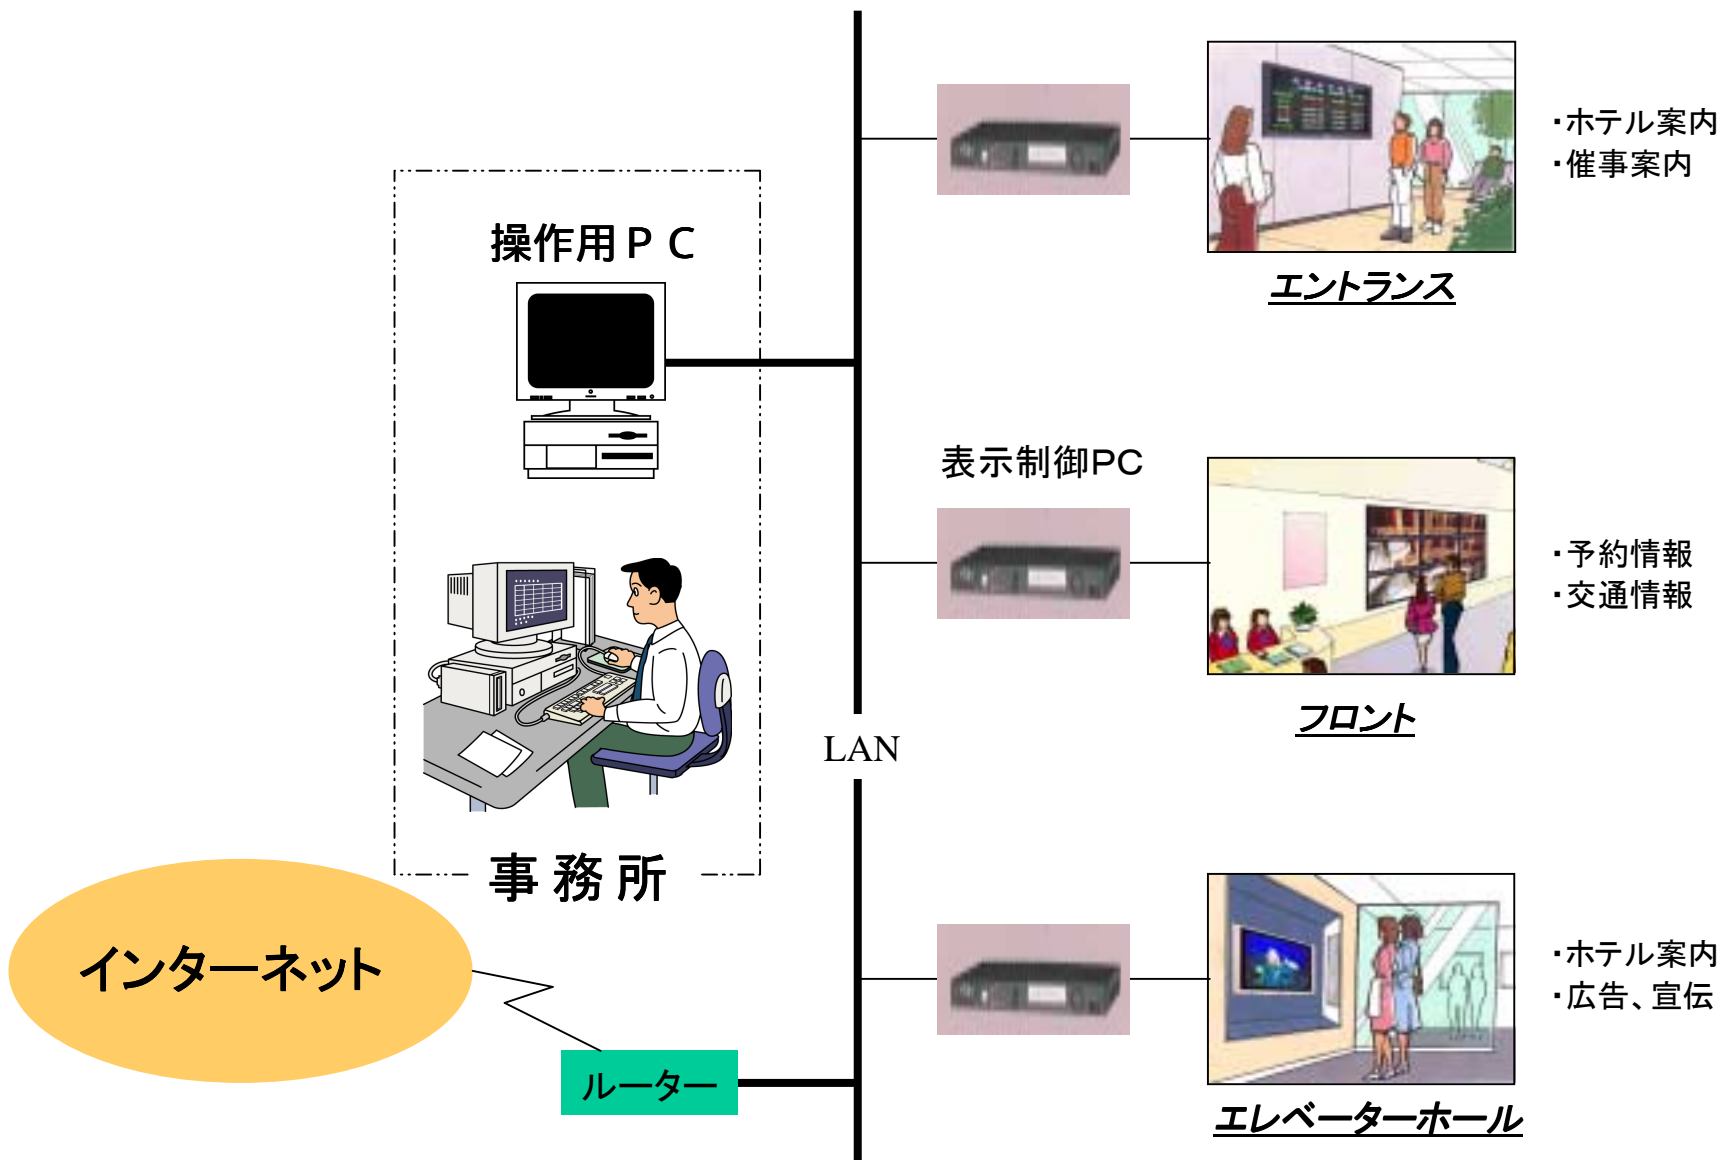 ・ホテル案内
・催事案内
操作用ＰＣ
エントランス
表示制御PC
・予約情報
・交通情報
フロント
LAN
事務所
インターネット
・ホテル案内
・広告、宣伝
ルーター
エレベーターホール